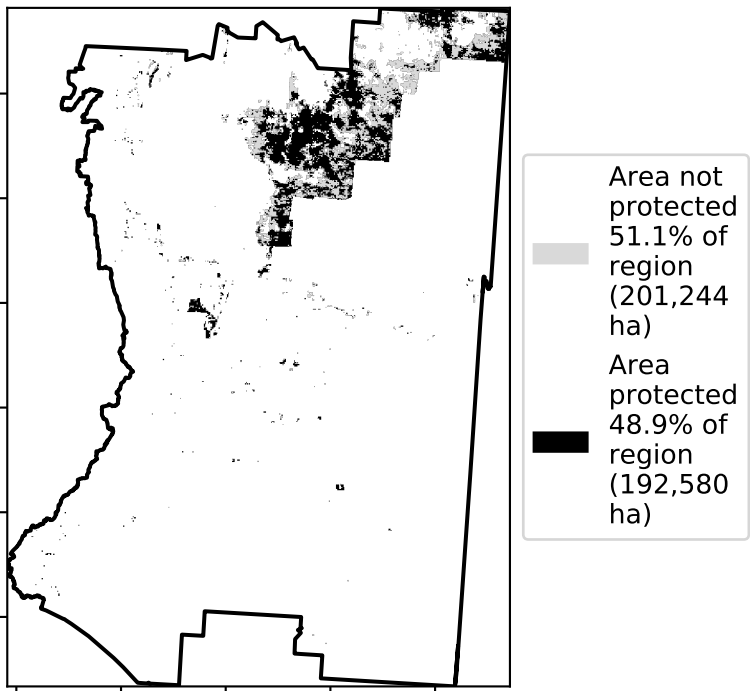 Area not
protected
51.1% of
region
(201,244
ha)
Area
protected
48.9% of
region
(192,580
ha)